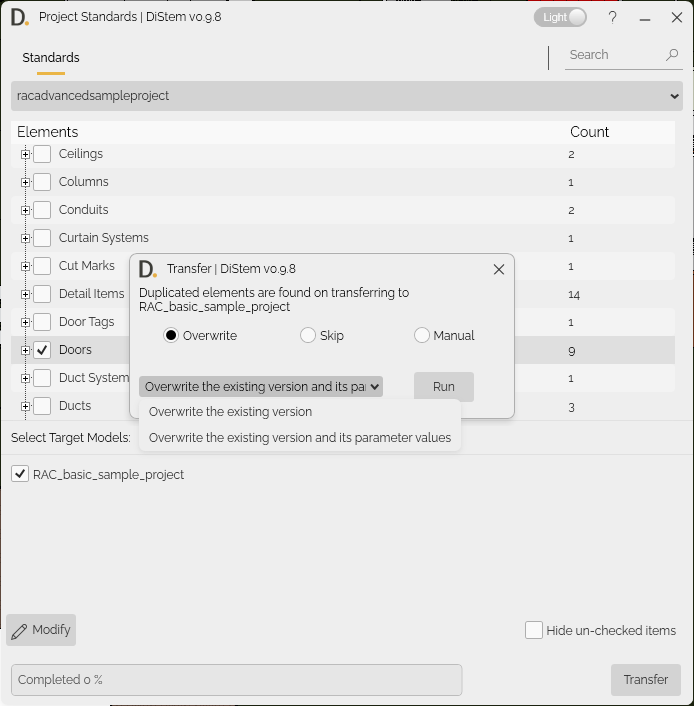 D. Project Standards | DiStem v0.9.8 Light ?
Standards Search
racadvancedsampleproject
Elements Count
Ceilings 2
Columns 1
Conduits 2
Curtain Systems 1
Cut Marks 1
Detail Items 14
Door Tags 1
Doors 9
Duct System 1
Ducts 3
D. Transfer | DiStem v0.9.8
Duplicated elements are found on transferring to
RAC_basic_sample_project
Overwrite Skip Manual
Overwrite the existing version and its pa Run
Overwrite the existing version
Overwrite the existing version and its parameter values
Select Target Models:
RAC_basic_sample_project
Modify Hide un-checked items
Completed 0 % Transfer